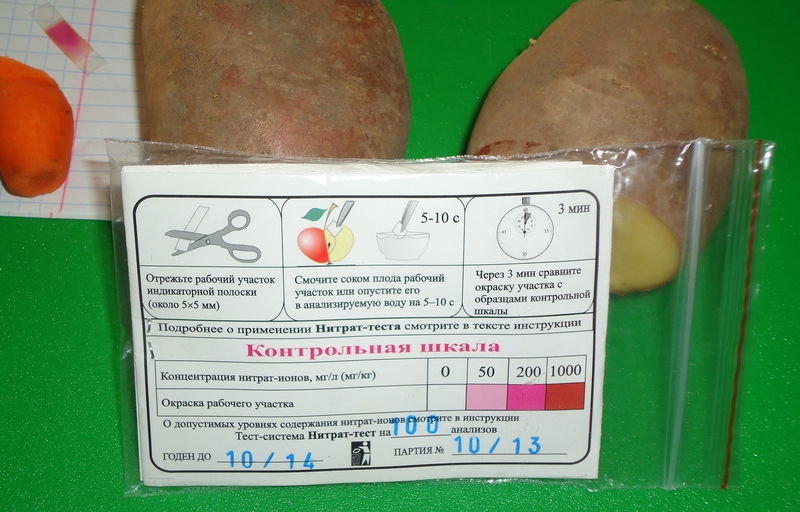 5-10 с
3 мин
Отрежьте рабочий участок
индикаторной полоски
(около 5×5 мм)
Смочите соком плода рабочий
участок или опустите его
в анализируемую воду на 5–10 с
Через 3 мин сравните
окраску участка с
образцами контрольной
шкалы
Подробнее о применении Нитрат-теста смотрите в тексте инструкции
Контрольная шкала
Концентрация нитрат-ионов, мг/л (мг/кг) 0 50 200 1000
Окраска рабочего участка
О допустимых уровнях содержания нитрат-ионов смотрите в инструкции
Тест-система Нитрат-тест на 100 анализов
ГОДЕН ДО 10/14 ПАРТИЯ № 10/13